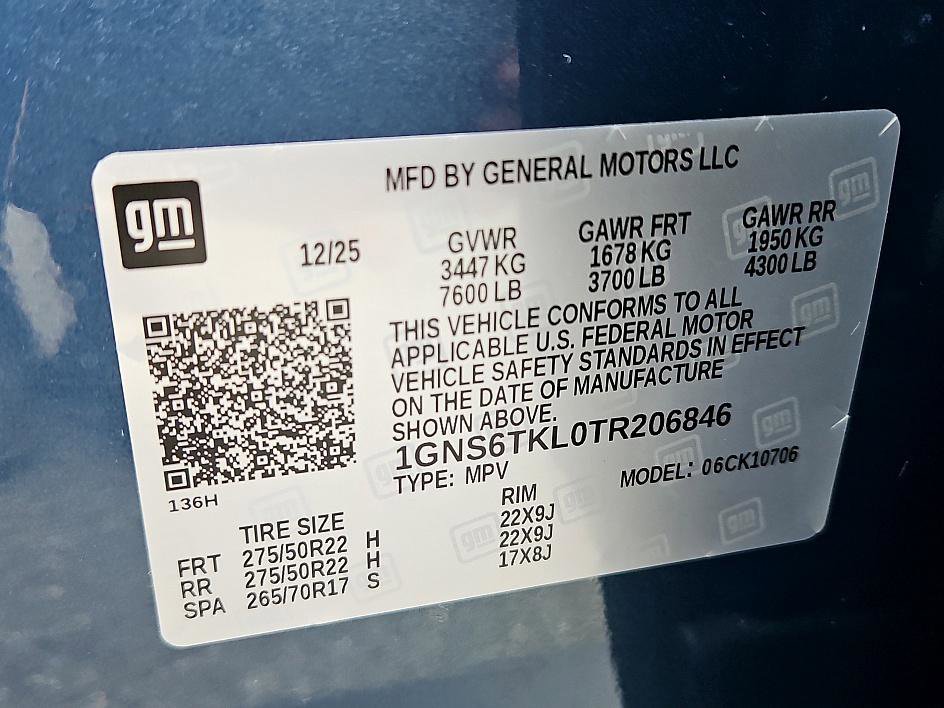 gm
MFD BY GENERAL MOTORS LLC
12/25
GVWR GAWR FRT GAWR RR
3447 KG 1678 KG 1950 KG
7600 LB 3700 LB 4300 LB
THIS VEHICLE CONFORMS TO ALL
APPLICABLE U.S. FEDERAL MOTOR
VEHICLE SAFETY STANDARDS IN EFFECT
ON THE DATE OF MANUFACTURE
SHOWN ABOVE.
1GNS6TKL0TR206846
TYPE: MPV MODEL: 06CK10706
136H
TIRE SIZE RIM
FRT 275/50R22 H 22X9J
RR 275/50R22 H 22X9J
SPA 265/70R17 S 17X8J